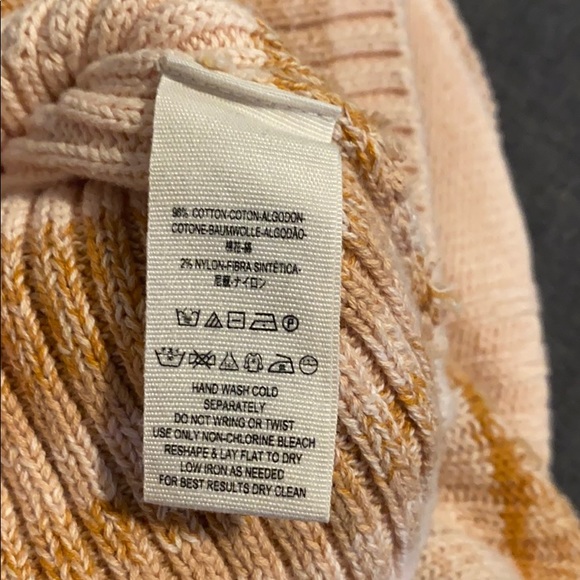 98% COTTON-COTON-ALGODON-
COTONE-BAUMWOLLE-ALGODÃO-
棉花-綿
2% NYLON-FIBRA SINTÉTICA-
尼龍-ナイロン
HAND WASH COLD
SEPARATELY
DO NOT WRING OR TWIST
USE ONLY NON-CHLORINE BLEACH
RESHAPE & LAY FLAT TO DRY
LOW IRON AS NEEDED
FOR BEST RESULTS DRY CLEAN